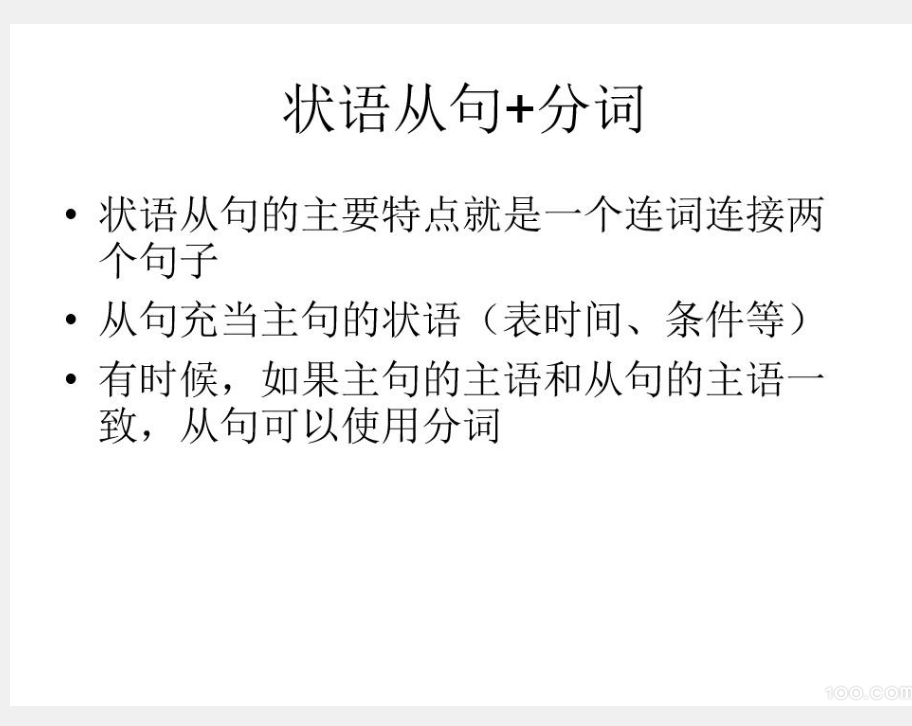 状语从句+分词
• 状语从句的主要特点就是一个连词连接两
个句子
• 从句充当主句的状语（表时间、条件等）
• 有时候，如果主句的主语和从句的主语一
致，从句可以使用分词
100.com